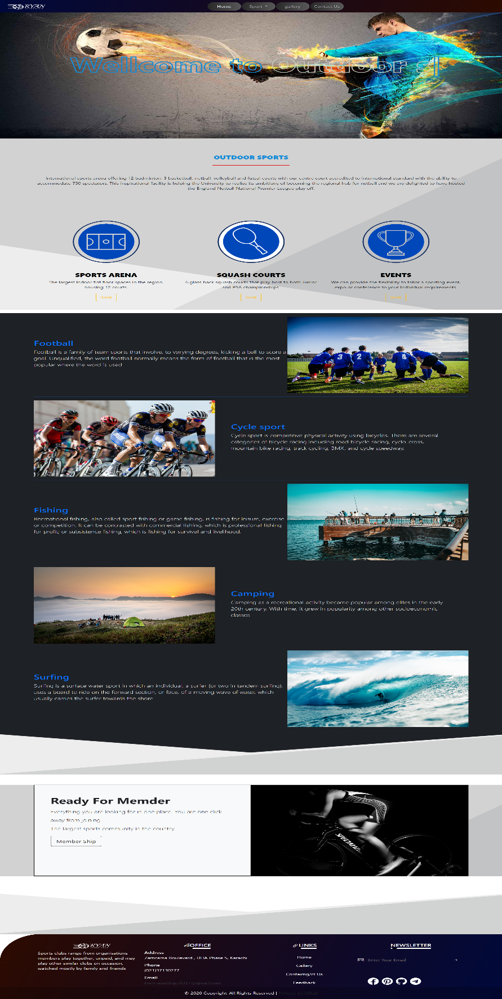 RYAN
Home
Sport
gallery
Contact Us
Wellcome to Outdoor s
OUTDOOR SPORTS
International sports arena offering 12 badminton, 3 basketball, netball, volleyball and futsal courts with our centre court accredited to international standard with the ability to
accommodate 750 spectators. This inspirational facility is helping the University to realise its ambitions of becoming the regional hub for netball and we are delighted to have hosted
the England Netball National Premier League play off.
SPORTS ARENA
The largest indoor flat floor spaces in the region,
housing 12 courts
Book
SQUASH COURTS
6 glass back squash courts that play host to both Junior
and PSA championships
Book
EVENTS
We can provide the flexibility to tailor a sporting event,
expo or conference to your individual requirements
Football
Football is a family of team sports that involve, to varying degrees, kicking a ball to score a
goal. Unqualified, the word football normally means the form of football that is the most
popular where the word is used
3
2
4
Cycle sport
Cycle sport is competitive physical activity using bicycles. There are several
categories of bicycle racing including road bicycle racing, cyclo-cross,
mountain bike racing, track cycling, BMX, and cycle speedway.
Fishing
Recreational fishing, also called sport fishing or game fishing, is fishing for leisure, exercise
or competition. It can be contrasted with commercial fishing, which is professional fishing
for profit; or subsistence fishing, which is fishing for survival and livelihood.
Camping
Camping as a recreational activity became popular among elites in the early
20th century. With time, it grew in popularity among other socioeconomic
classes
Surfing
Surfing is a surface water sport in which an individual, a surfer (or two in tandem surfing),
uses a board to ride on the forward section, or face, of a moving wave of water, which
usually carries the surfer towards the shore
Ready For Memder
Everything you are looking for in one place. You are one click
away from joining
The largest sports community in the country
Member Ship
SPECIALIZED
RYAN
Sports clubs range from organisations
members play together, unpaid, and may
play other similar clubs on occasion,
watched mostly by family and friends
OFFICE
Address
Zamzama Boulevard , DHA Phase 5, Karachi
Phone
(021)37130277
Email
LINKS
Home
Gallery
Contaimg/ct Us
Feedback
NEWSLETTER
Enter Your Email
© 2020 Copyright. All Rights Reserved |